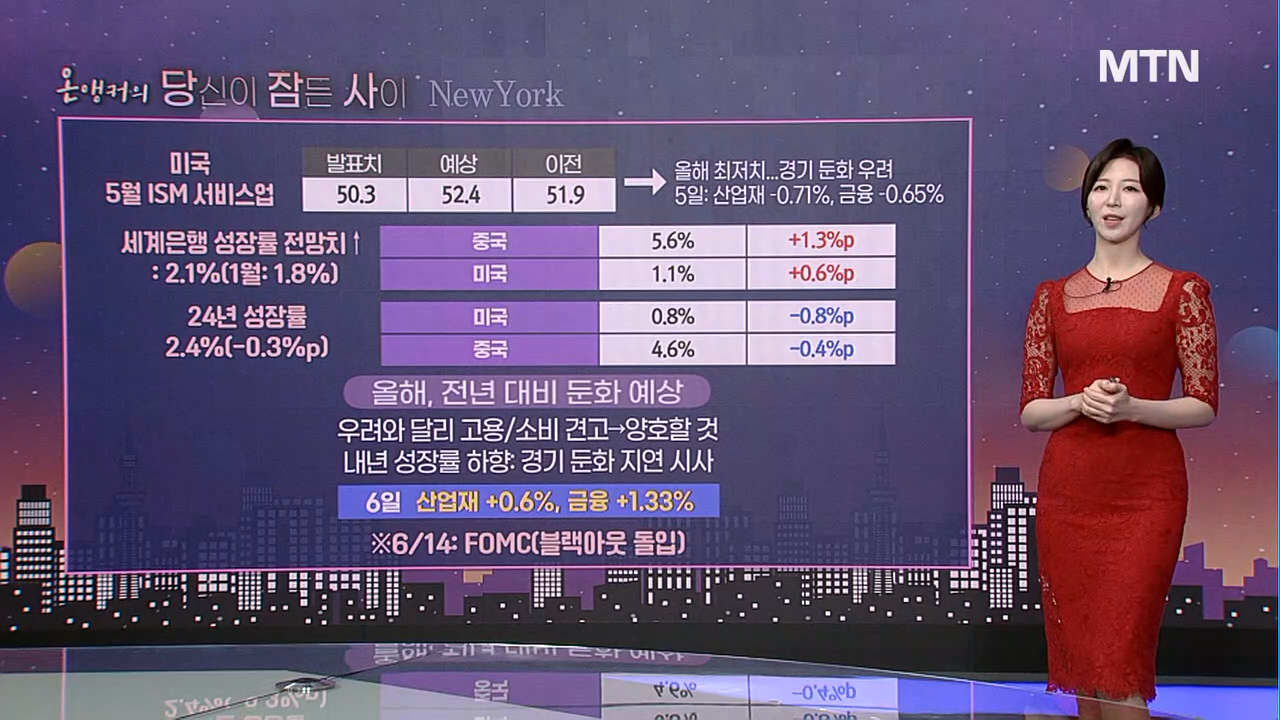 온앵커의 당신이 잠든 사이 NewYork
MTN
미국
5월 ISM 서비스업
발표치 예상 이전
50.3 52.4 51.9
올해 최저치...경기 둔화 우려
5일: 산업재 -0.71%, 금융 -0.65%
세계은행 성장률 전망치↑
: 2.1%(1월: 1.8%)
중국 5.6% +1.3%p
미국 1.1% +0.6%p
24년 성장률
2.4%(-0.3%p)
미국 0.8% -0.8%p
중국 4.6% -0.4%p
올해, 전년 대비 둔화 예상
우려와 달리 고용/소비 견고→양호할 것
내년 성장률 하향: 경기 둔화 지연 시사
6일 산업재 +0.6%, 금융 +1.33%
※6/14: FOMC(블랙아웃 돌입)